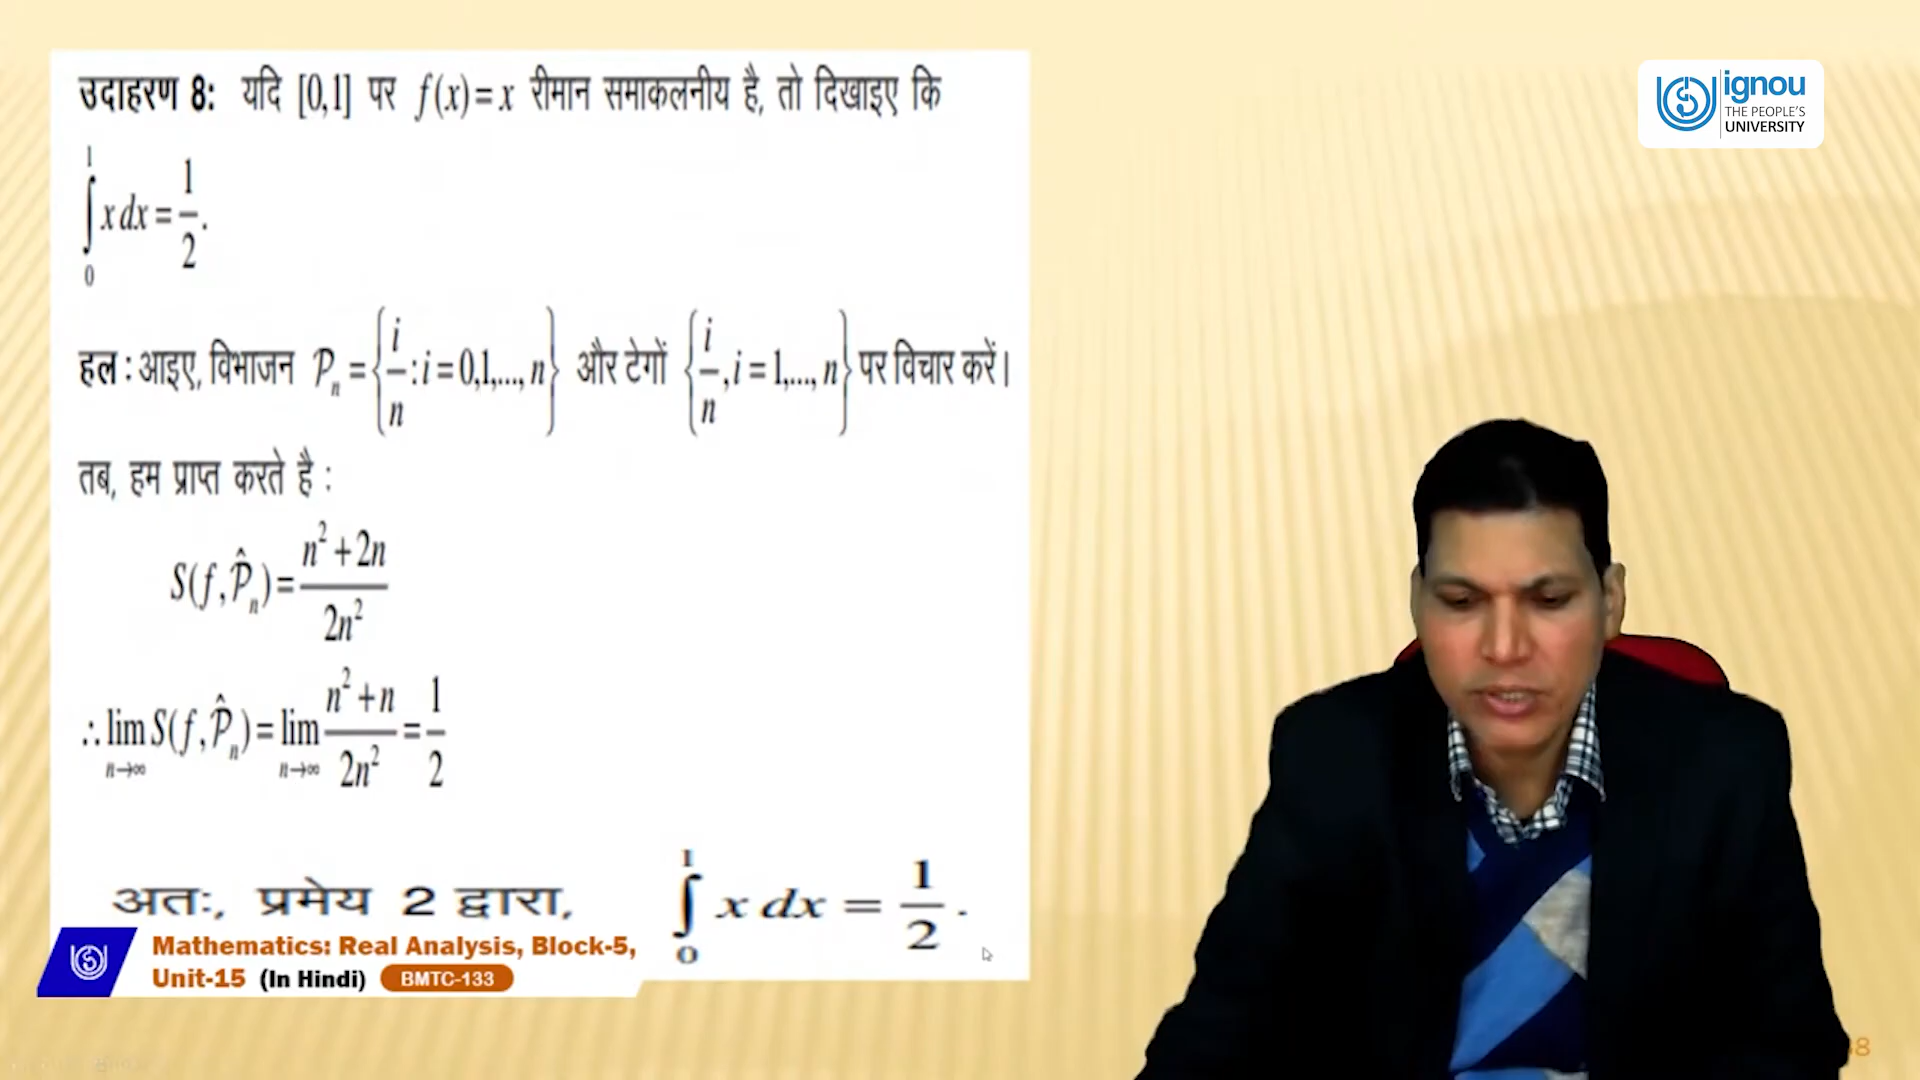 उदाहरण 8: यदि [0,1] पर f(x)=x रीमान समाकलनीय है, तो दिखाइए कि
∫₀¹ x dx = 1/2.
हल : आइए, विभाजन 𝒫ₙ = {i/n : i = 0,1,..., n} और टेगों {i/n, i = 1,..., n} पर विचार करें।
तब, हम प्राप्त करते है :
S(f, 𝒫̂ₙ) = (n² + 2n)/(2n²)
∴ lim_{n→∞} S(f, 𝒫̂ₙ) = lim_{n→∞} (n² + n)/(2n²) = 1/2
अतः, प्रमेय 2 द्वारा, ∫₀¹ x dx = 1/2 .
Mathematics: Real Analysis, Block-5,
Unit-15 (In Hindi) BMTC-133
ignou
THE PEOPLE'S
UNIVERSITY